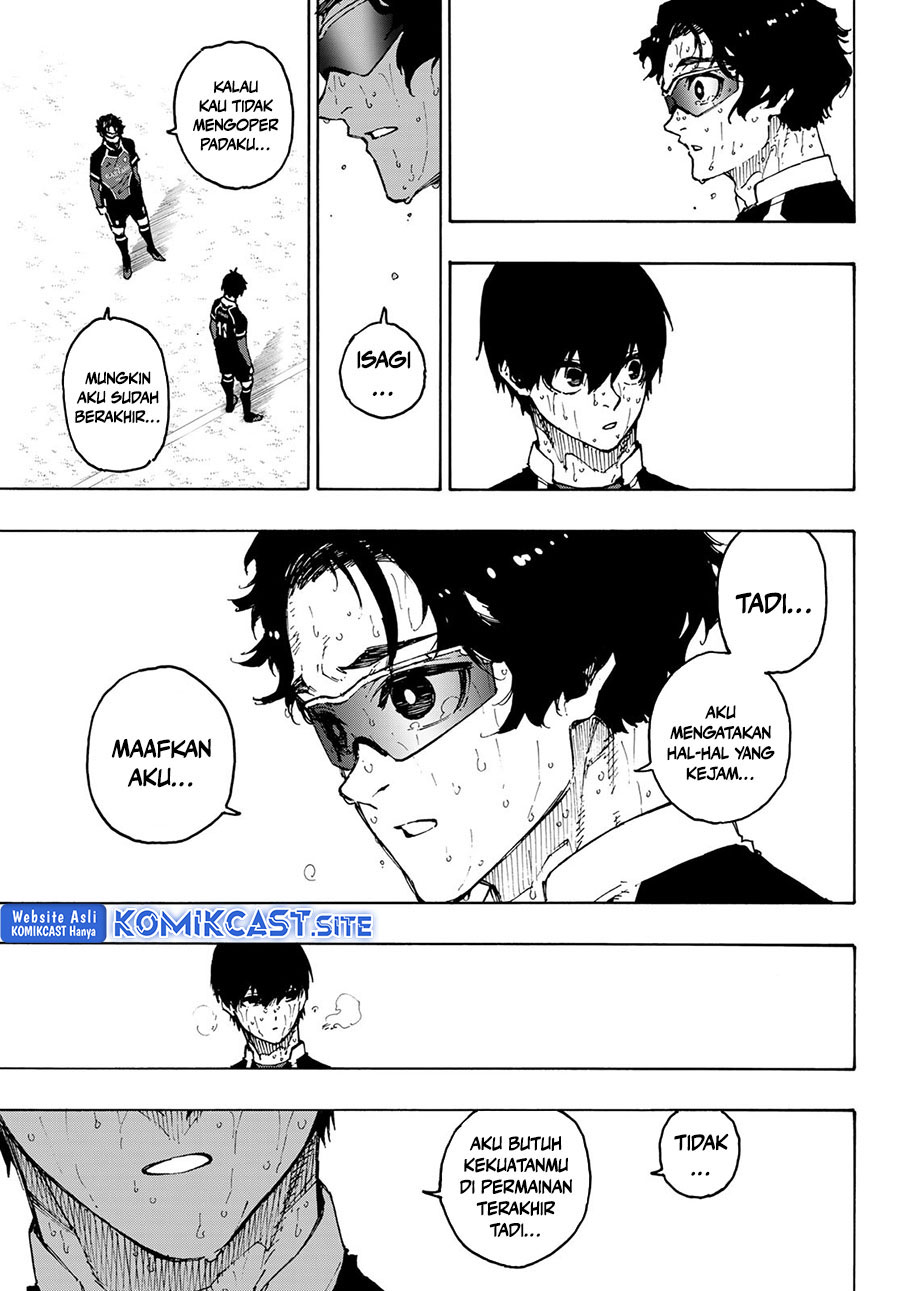 ISAGI
...
KALAU
KAU TIDAK
MENGOPER
PADAKU...
MUNGKIN
AKU SUDAH
BERAKHIR...
TADI...
AKU
MENGATAKAN
HAL-HAL YANG
KEJAM...
MAAFKAN
AKU...
Website Asli
KOMIKCAST Hanya
KOMIKCAST.SITE
TIDAK
...
AKU BUTUH
KEKUATANMU
DI PERMAINAN
TERAKHIR
TADI...